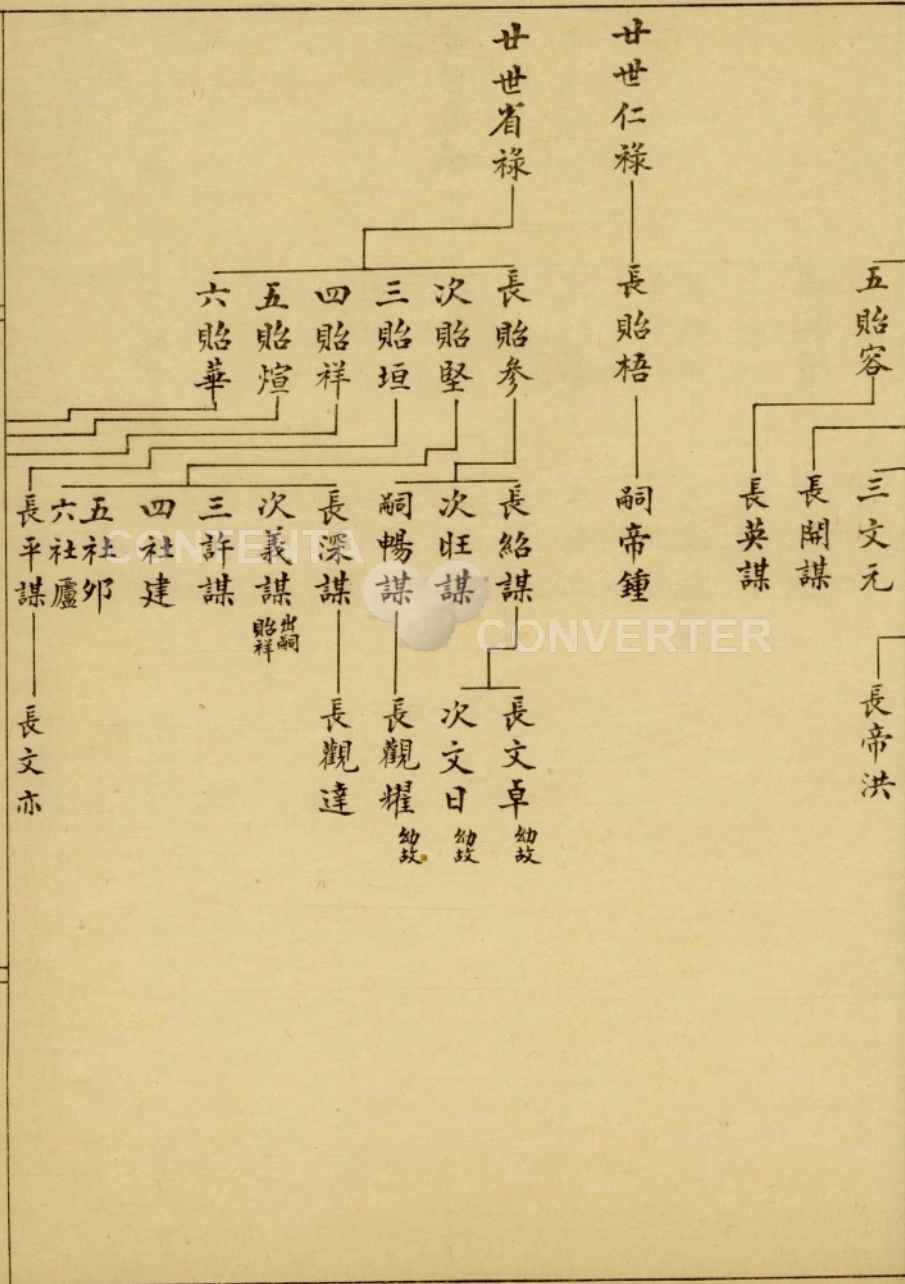 五貽容
三文元
長開謀
長英謀
長帝洪
廿世仁祿
長貽梧
嗣帝鍾
廿世省祿
長貽參
次貽堅
三貽垣
四貽祥
五貽煊
六貽華
長紹謀
次旺謀
嗣暢謀
長深謀
次義謀
出嗣
貽祥
三許謀
四社建
五社邜
六社廬
長平謀
長文卓
幼故
次文日
幼故
長觀耀
幼故
長觀達
長文亦
CONVENTA
CONVERTER